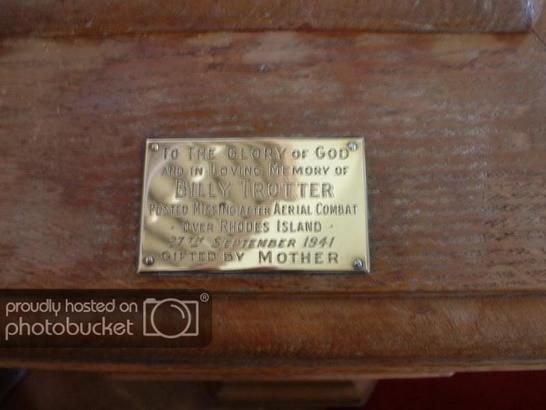 TO THE GLORY OF GOD
AND IN LOVING MEMORY OF
BILLY TROTTER
POSTED MISSING AFTER AERIAL COMBAT
· OVER RHODES ISLAND ·
27TH SEPTEMBER 1941
GIFTED BY MOTHER
proudly hosted on
photobucket®